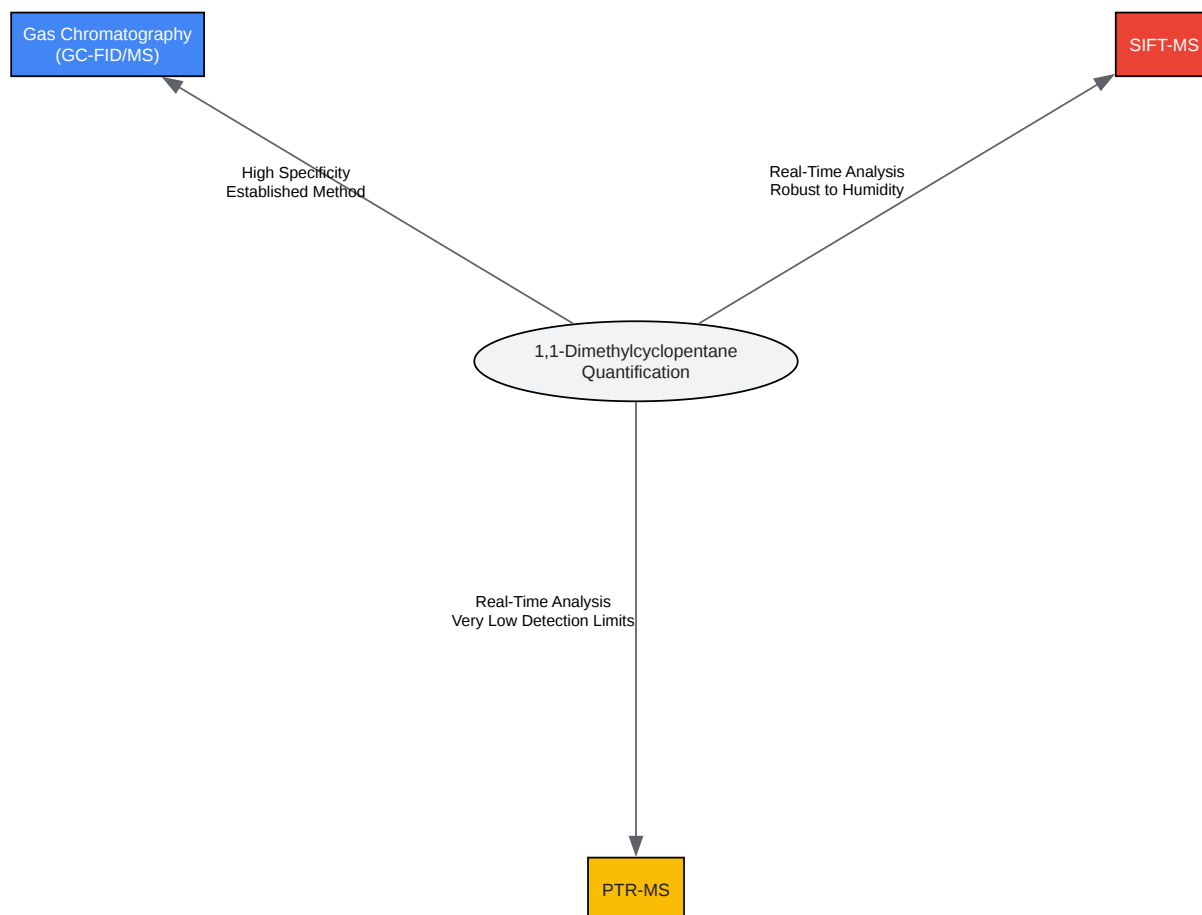 Gas Chromatography
(GC-FID/MS)
SIFT-MS
High Specificity
Established Method
Real-Time Analysis
Robust to Humidity
1,1-Dimethylcyclopentane
Quantification
Real-Time Analysis
Very Low Detection Limits
PTR-MS